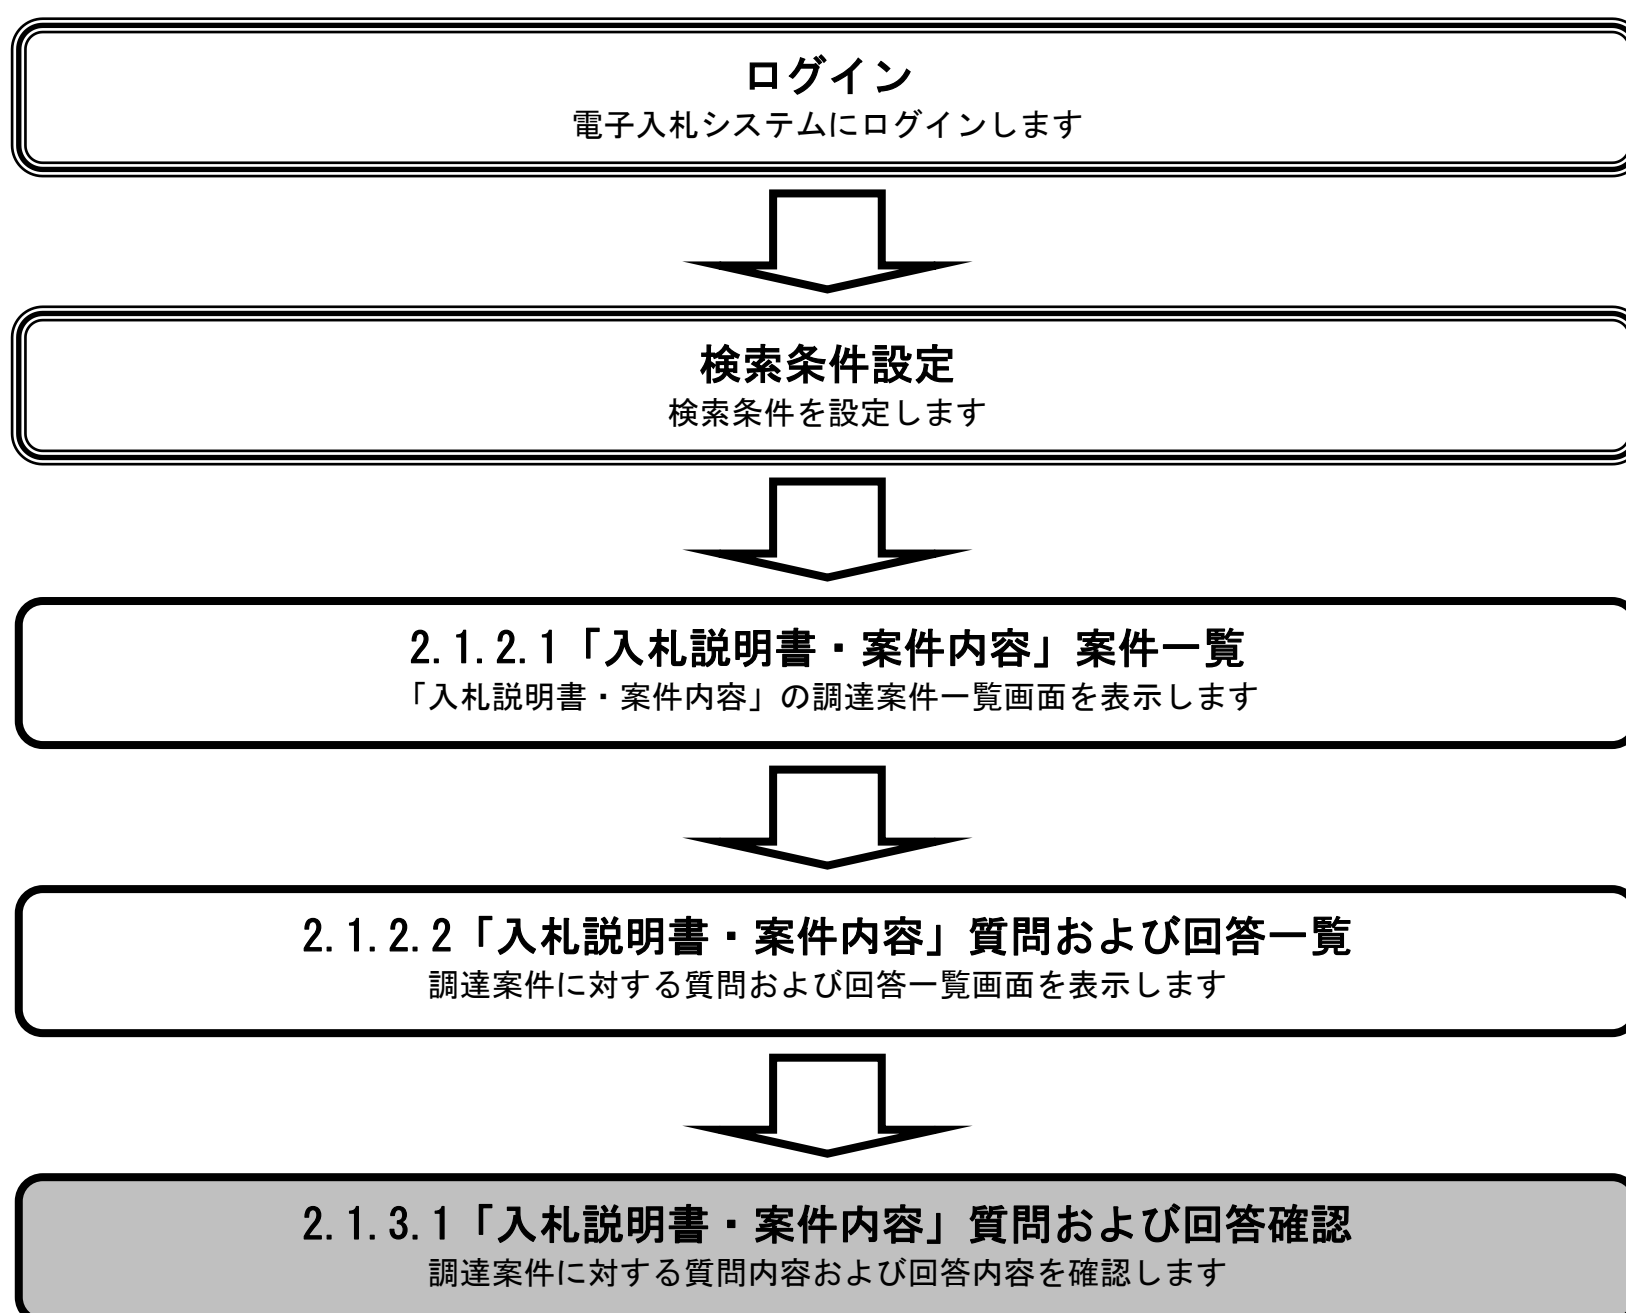 ログイン
電子入札システムにログインします
検索条件設定
検索条件を設定します
2.1.2.1「入札説明書・案件内容」案件一覧
「入札説明書・案件内容」の調達案件一覧画面を表示します
2.1.2.2「入札説明書・案件内容」質問および回答一覧
調達案件に対する質問および回答一覧画面を表示します
2.1.3.1「入札説明書・案件内容」質問および回答確認
調達案件に対する質問内容および回答内容を確認します